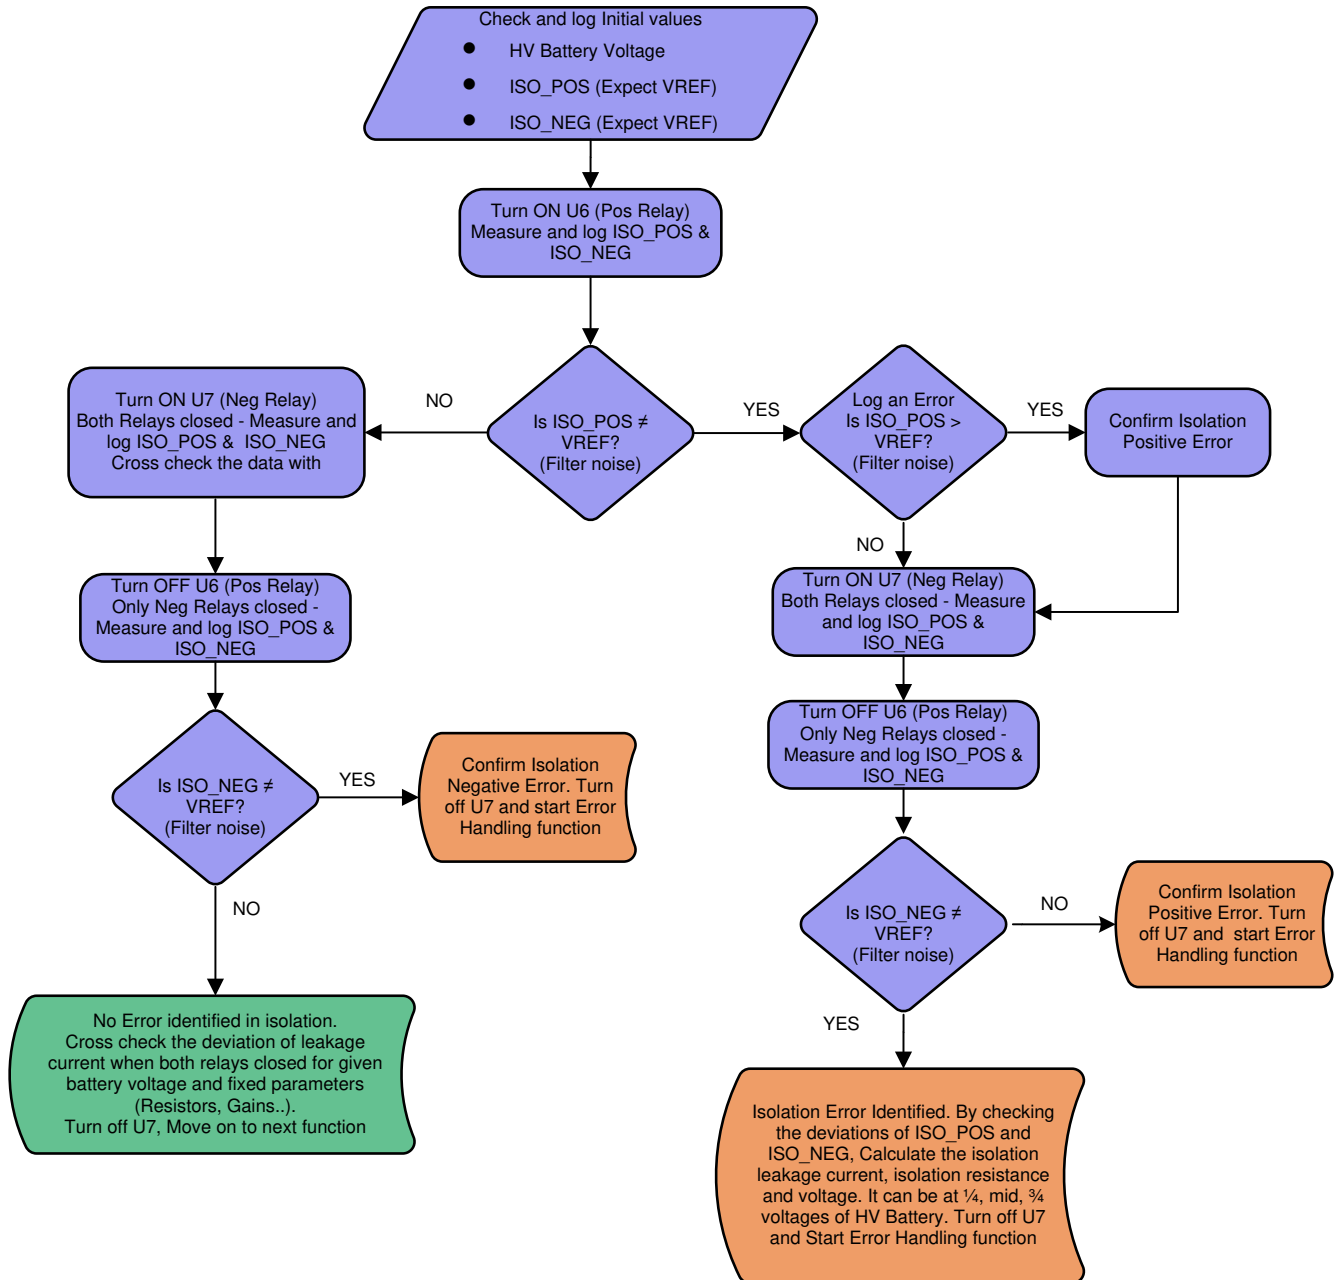 Check and log Initial values
● HV Battery Voltage
● ISO_POS (Expect VREF)
● ISO_NEG (Expect VREF)
Turn ON U6 (Pos Relay)
Measure and log ISO_POS &
ISO_NEG
Is ISO_POS ≠
VREF?
(Filter noise)
NO
YES
Turn ON U7 (Neg Relay)
Both Relays closed - Measure and
log ISO_POS & ISO_NEG
Cross check the data with
Log an Error
Is ISO_POS >
VREF?
(Filter noise)
YES
Confirm Isolation
Positive Error
NO
Turn OFF U6 (Pos Relay)
Only Neg Relays closed -
Measure and log ISO_POS &
ISO_NEG
Turn ON U7 (Neg Relay)
Both Relays closed - Measure
and log ISO_POS &
ISO_NEG
Turn OFF U6 (Pos Relay)
Only Neg Relays closed -
Measure and log ISO_POS &
ISO_NEG
Is ISO_NEG ≠
VREF?
(Filter noise)
YES
Confirm Isolation
Negative Error. Turn
off U7 and start Error
Handling function
NO
Is ISO_NEG ≠
VREF?
(Filter noise)
NO
Confirm Isolation
Positive Error. Turn
off U7 and start Error
Handling function
YES
No Error identified in isolation.
Cross check the deviation of leakage
current when both relays closed for given
battery voltage and fixed parameters
(Resistors, Gains..).
Turn off U7, Move on to next function
Isolation Error Identified. By checking
the deviations of ISO_POS and
ISO_NEG, Calculate the isolation
leakage current, isolation resistance
and voltage. It can be at ¼, mid, ¾
voltages of HV Battery. Turn off U7
and Start Error Handling function